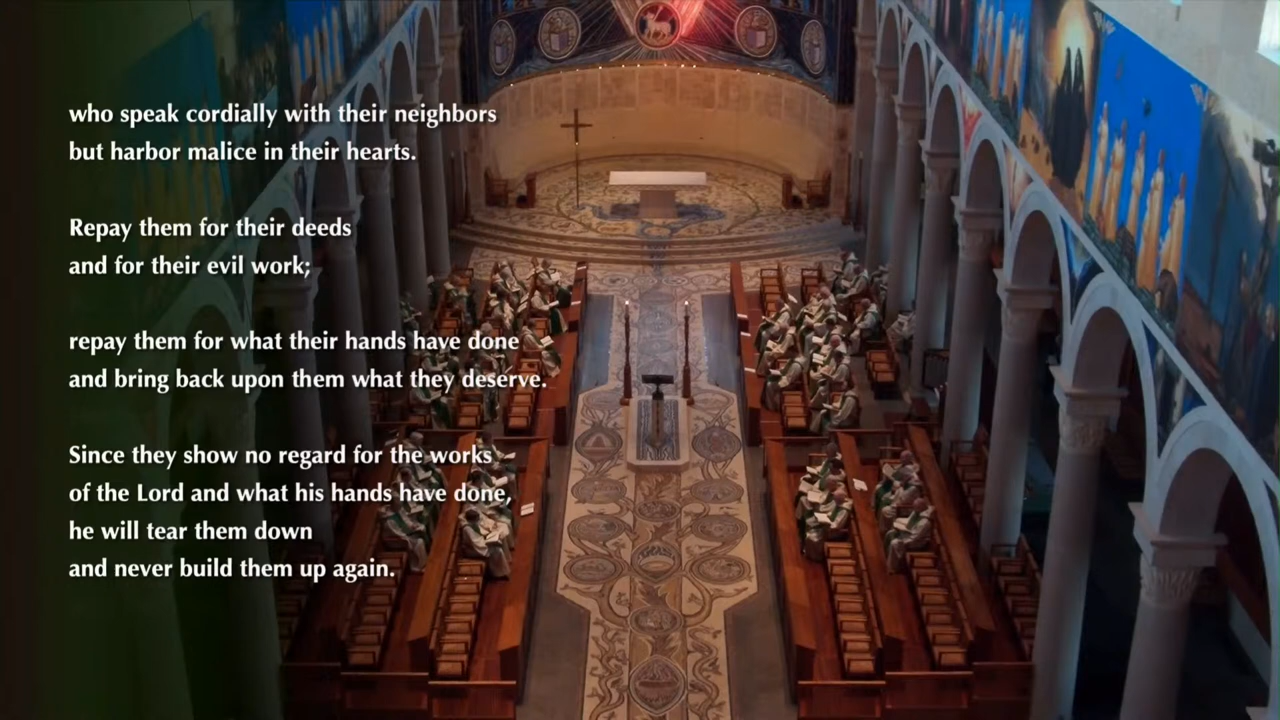 who speak cordially with their neighbors
but harbor malice in their hearts.
Repay them for their deeds
and for their evil work;
repay them for what their hands have done
and bring back upon them what they deserve.
Since they show no regard for the works
of the Lord and what his hands have done,
he will tear them down
and never build them up again.